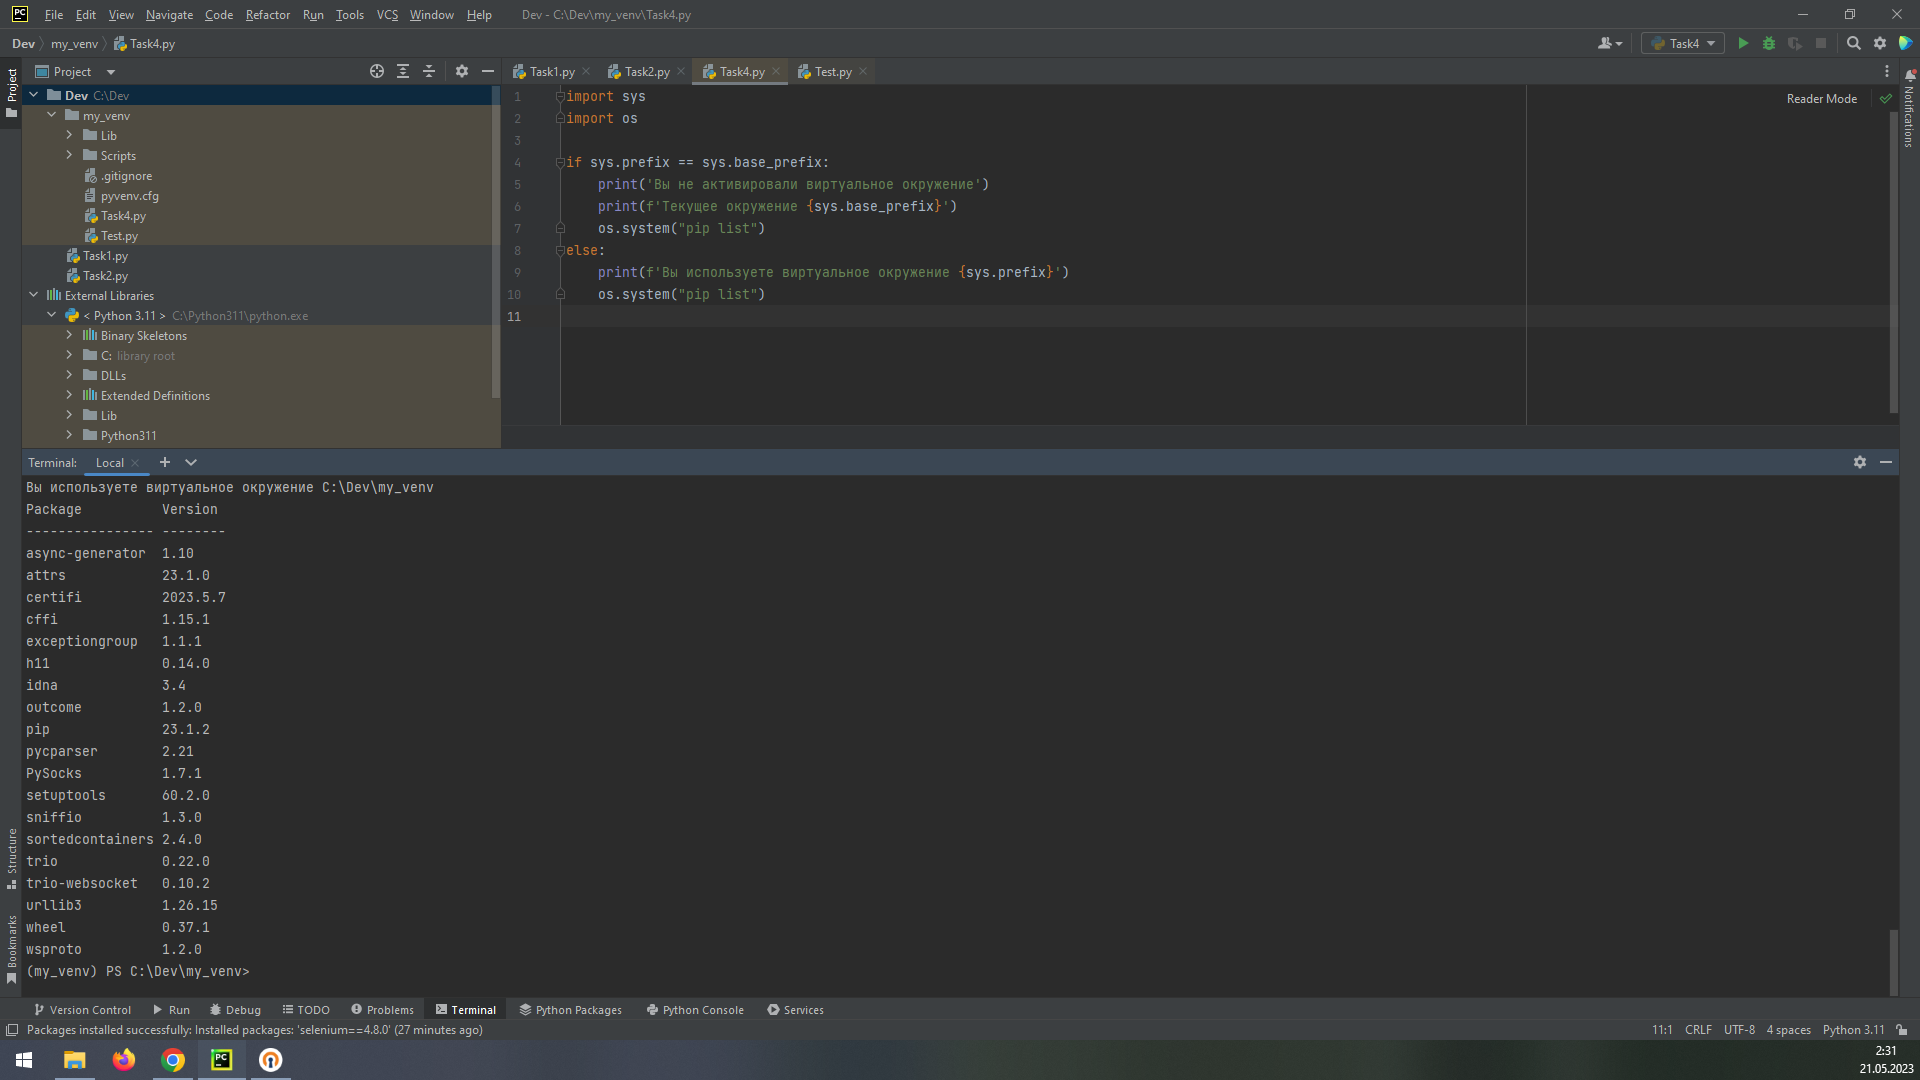 PC File Edit View Navigate Code Refactor Run Tools VCS Window Help Dev - C:\Dev\my_venv\Task4.py
Dev my_venv Task4.py Task4
Project Project Task1.py Task2.py Task4.py Test.py
Notifications
Reader Mode
Dev C:\Dev
my_venv
Lib
Scripts
.gitignore
pyvenv.cfg
Task4.py
Test.py
Task1.py
Task2.py
External Libraries
< Python 3.11 > C:\Python311\python.exe
Binary Skeletons
C: library root
DLLs
Extended Definitions
Lib
Python311
1 import sys
2 import os
3
4 if sys.prefix == sys.base_prefix:
5 print('Вы не активировали виртуальное окружение')
6 print(f'Текущее окружение {sys.base_prefix}')
7 os.system("pip list")
8 else:
9 print(f'Вы используете виртуальное окружение {sys.prefix}')
10 os.system("pip list")
11
Terminal: Local
Вы используете виртуальное окружение C:\Dev\my_venv
Package Version
---------------- --------
async-generator 1.10
attrs 23.1.0
certifi 2023.5.7
cffi 1.15.1
exceptiongroup 1.1.1
h11 0.14.0
idna 3.4
outcome 1.2.0
pip 23.1.2
pycparser 2.21
PySocks 1.7.1
setuptools 60.2.0
sniffio 1.3.0
sortedcontainers 2.4.0
trio 0.22.0
trio-websocket 0.10.2
urllib3 1.26.15
wheel 0.37.1
wsproto 1.2.0
(my_venv) PS C:\Dev\my_venv>
Structure
Bookmarks
Version Control Run Debug TODO Problems Terminal Python Packages Python Console Services
Packages installed successfully: Installed packages: 'selenium==4.8.0' (27 minutes ago) 11:1 CRLF UTF-8 4 spaces Python 3.11
PC
2:31
21.05.2023